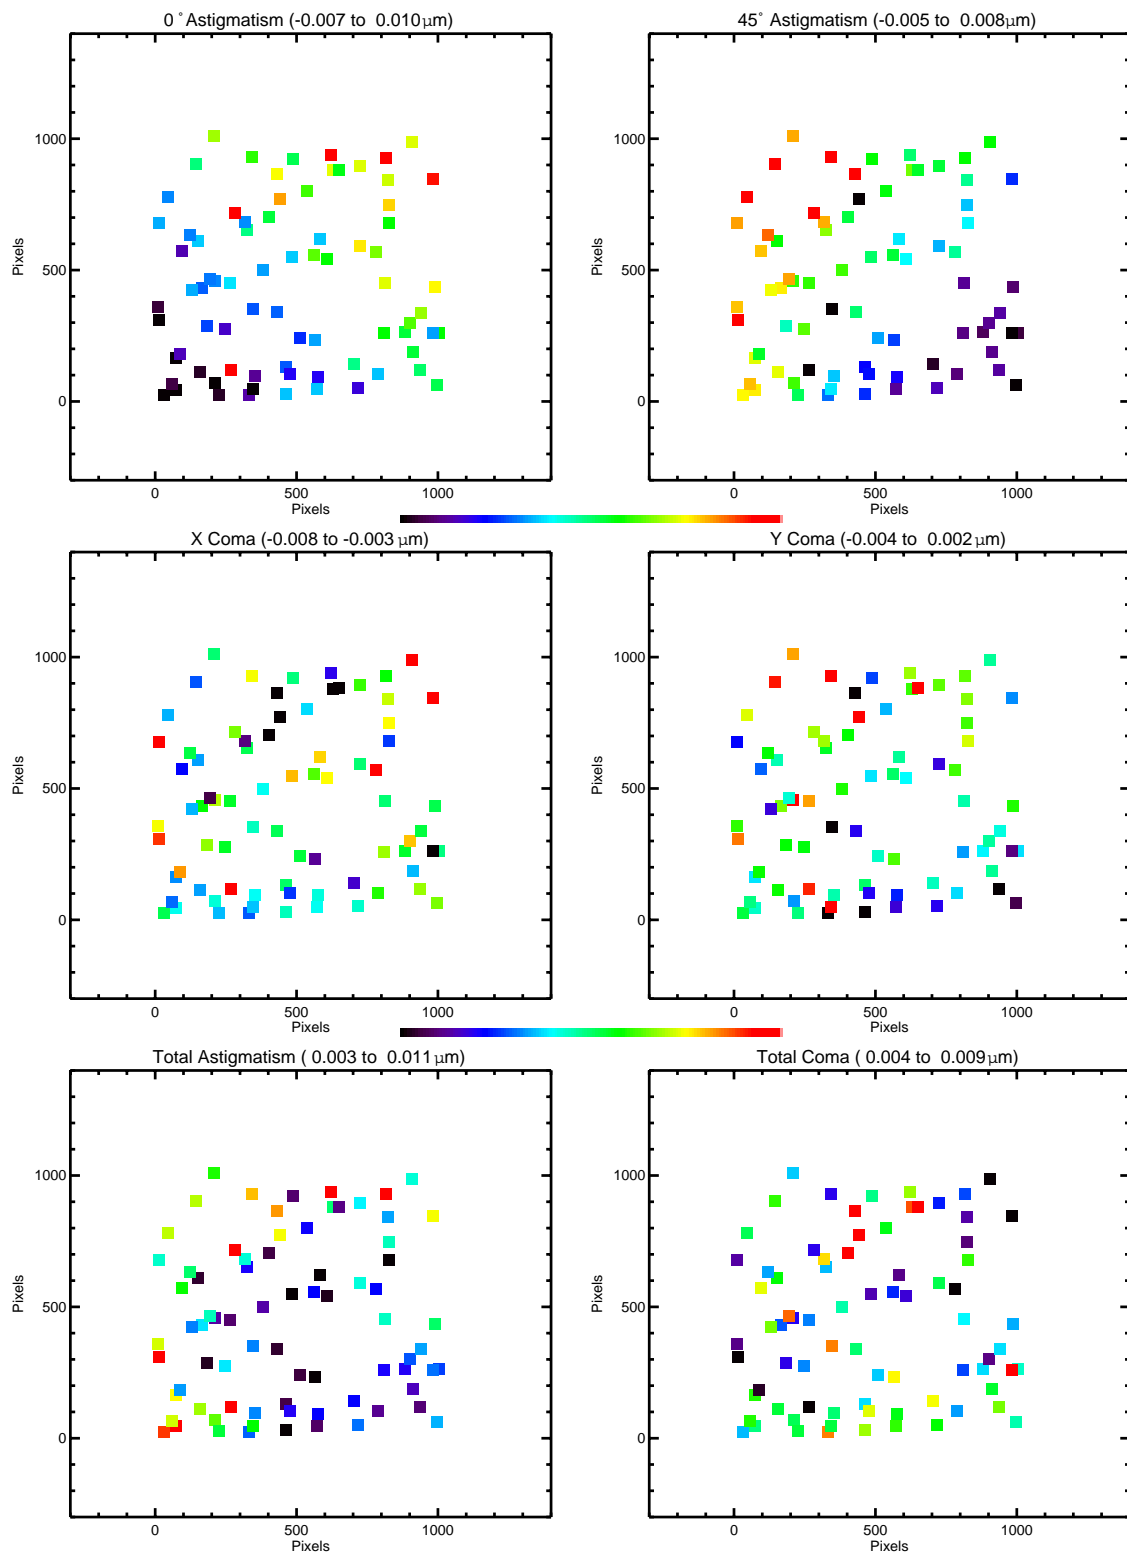 0 °Astigmatism (-0.007 to 0.010 μm)
45° Astigmatism (-0.005 to 0.008μm)
1000
500
0
Pixels
0 500 1000
Pixels
1000
500
0
Pixels
0 500 1000
Pixels
X Coma (-0.008 to -0.003 μm)
Y Coma (-0.004 to 0.002 μm)
1000
500
0
Pixels
0 500 1000
Pixels
1000
500
0
Pixels
0 500 1000
Pixels
Total Astigmatism ( 0.003 to 0.011 μm)
Total Coma ( 0.004 to 0.009μm)
1000
500
0
Pixels
0 500 1000
Pixels
1000
500
0
Pixels
0 500 1000
Pixels